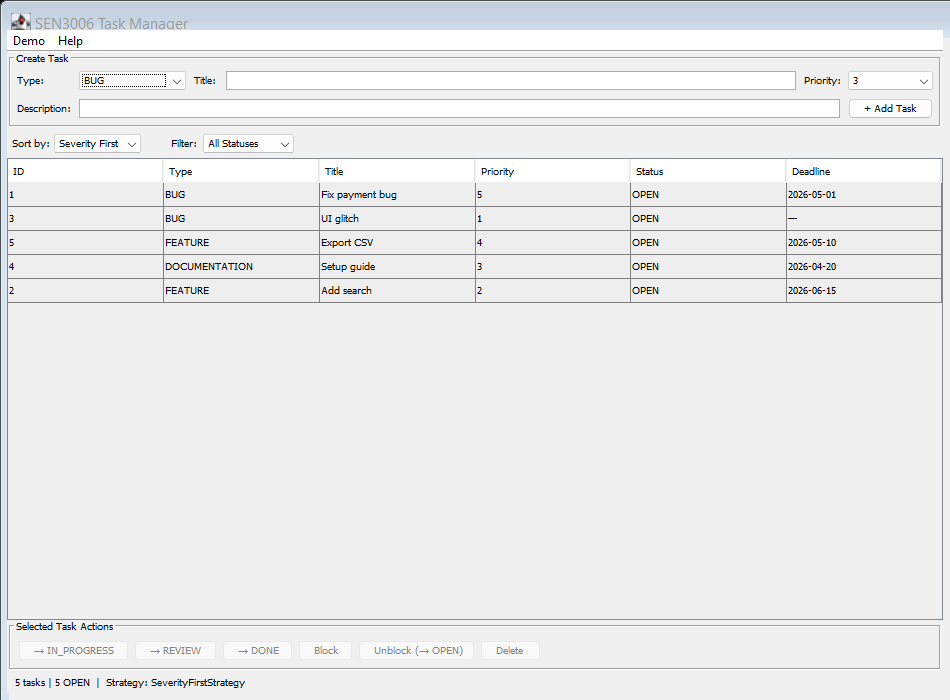 SEN3006 Task Manager
Demo Help
Create Task
Type: BUG Title: Priority: 3
Description: + Add Task
Sort by: Severity First Filter: All Statuses
ID Type Title Priority Status Deadline
1 BUG Fix payment bug 5 OPEN 2026-05-01
3 BUG UI glitch 1 OPEN —
5 FEATURE Export CSV 4 OPEN 2026-05-10
4 DOCUMENTATION Setup guide 3 OPEN 2026-04-20
2 FEATURE Add search 2 OPEN 2026-06-15
Selected Task Actions
→ IN_PROGRESS → REVIEW → DONE Block Unblock (→ OPEN) Delete
5 tasks | 5 OPEN | Strategy: SeverityFirstStrategy